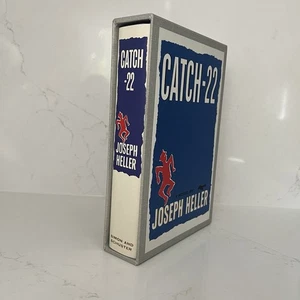 CATCH
-22
JOSEPH
HELLER
SIMON AND
SCHUSTER
CATCH-22
JOSEPH HELLER